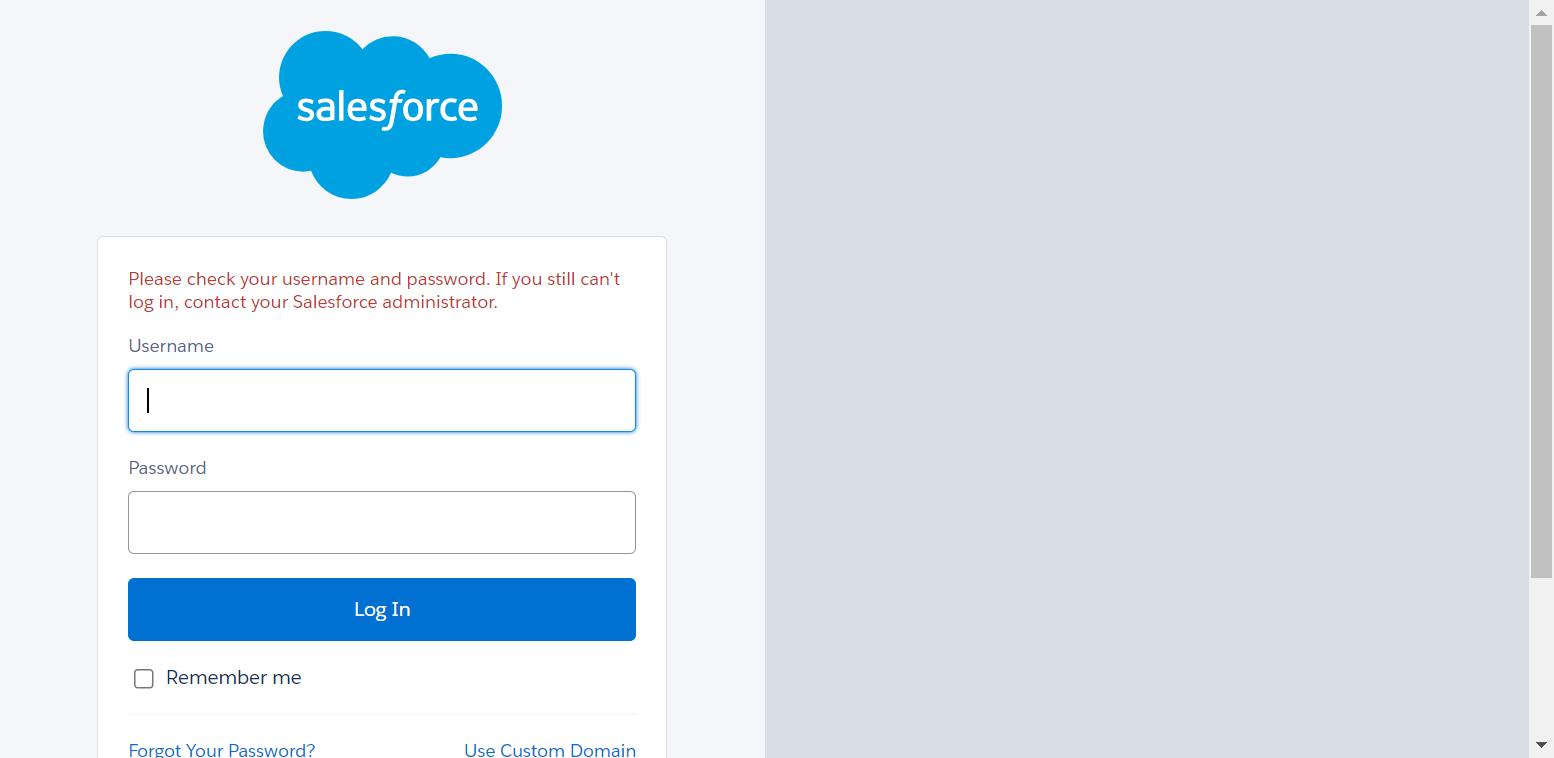 salesforce
Please check your username and password. If you still can't
log in, contact your Salesforce administrator.
Username
Password
Log In
Remember me
Forgot Your Password?
Use Custom Domain